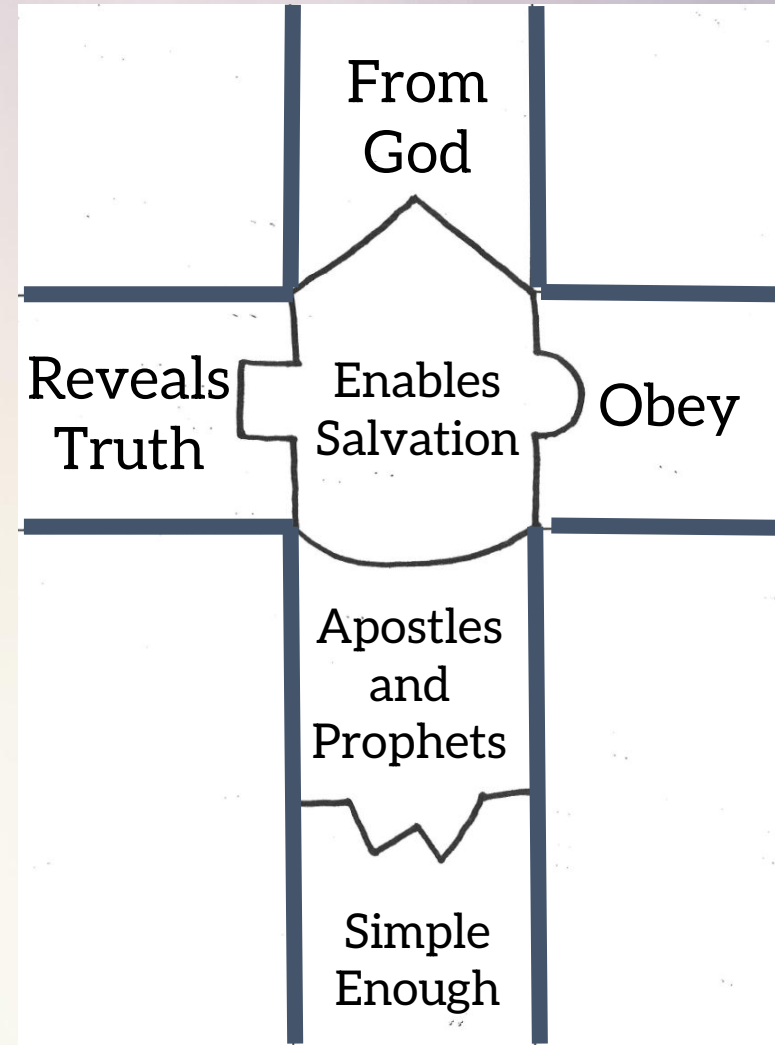 From
God
Reveals
Truth
Enables
Salvation
Obey
Apostles
and
Prophets
Simple
Enough